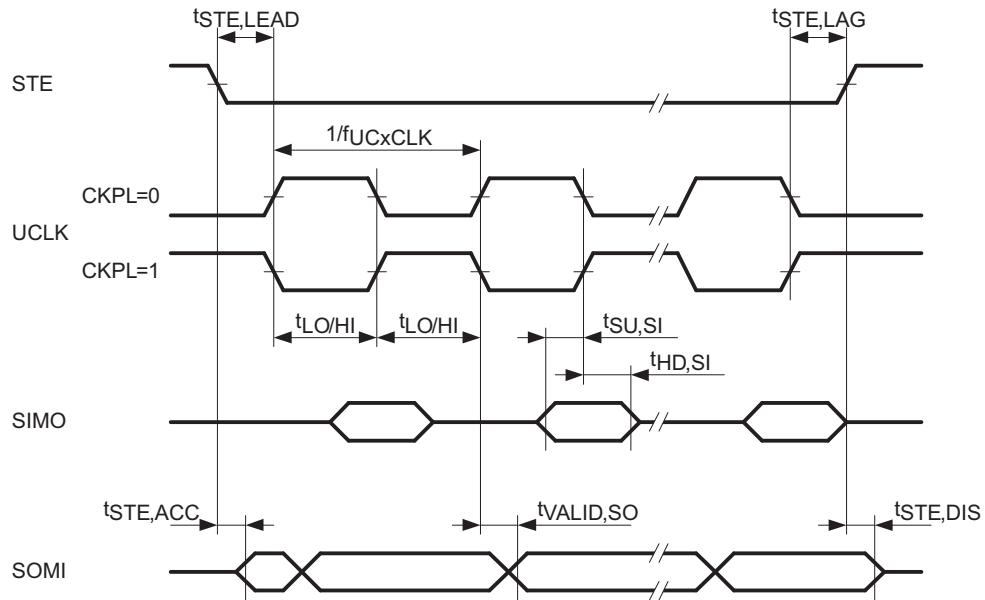 tSTE,LEAD
tSTE,LAG
STE
1/fUCxCLK
CKPL=0
UCLK
CKPL=1
tLO/HI
tLO/HI
tSU,SI
tHD,SI
SIMO
tSTE,ACC
tVALID,SO
tSTE,DIS
SOMI